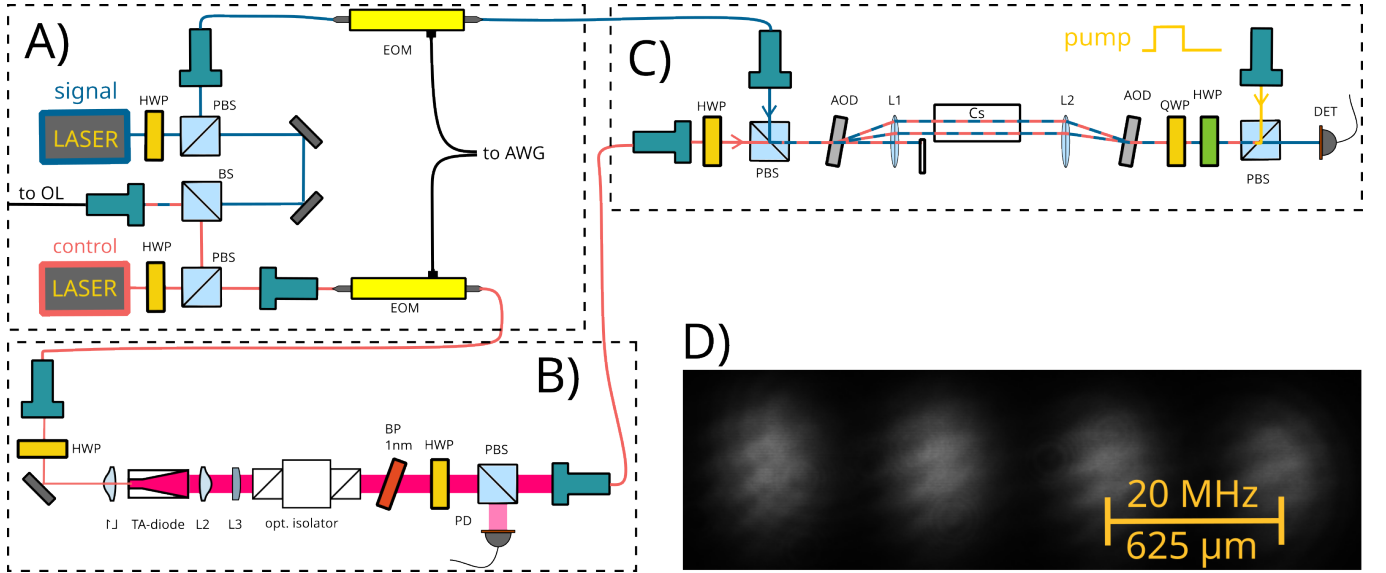 A)
signal
LASER
HWP
PBS
EOM
to AWG
BS
to OL
control
LASER
HWP
PBS
EOM
B)
HWP
L1
TA-diode
L2
L3
opt. isolator
BP
1nm
HWP
PBS
PD
C)
HWP
PBS
AOD
L1
Cs
L2
AOD
QWP
HWP
pump
PBS
DET
D)
20 MHz
625 μm